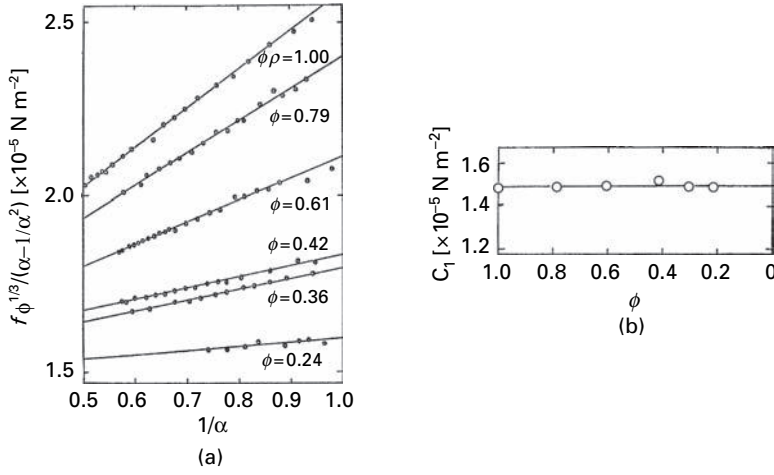 2.5
2.0
1.5
f ϕ^1/3/(α−1/α^2) [×10^−5 N m^−2]
ϕρ=1.00
ϕ=0.79
ϕ=0.61
ϕ=0.42
ϕ=0.36
ϕ=0.24
0.5 0.6 0.7 0.8 0.9 1.0
1/α
(a)
C_1 [×10^−5 N m^−2]
1.6
1.4
1.2
1.0 0.8 0.6 0.4 0.2 0
ϕ
(b)